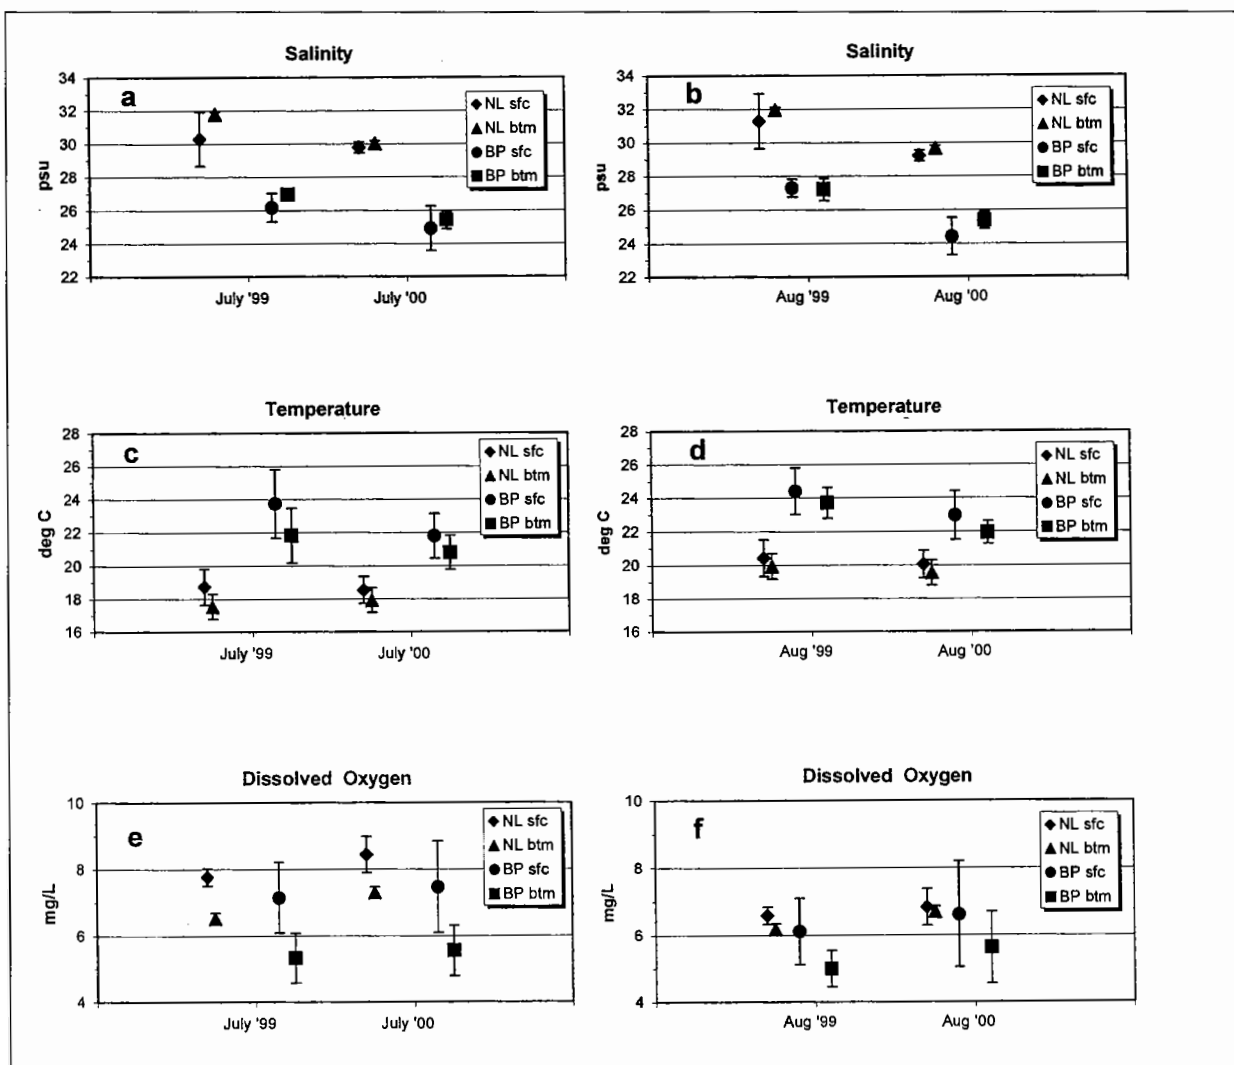 Salinity
a
34
32
30
28
26
24
22
psu
NL sfc
NL btm
BP sfc
BP btm
July '99
July '00
Salinity
b
34
32
30
28
26
24
22
psu
NL sfc
NL btm
BP sfc
BP btm
Aug '99
Aug '00
Temperature
c
28
26
24
22
20
18
16
deg C
NL sfc
NL btm
BP sfc
BP btm
July '99
July '00
Temperature
d
28
26
24
22
20
18
16
deg C
NL sfc
NL btm
BP sfc
BP btm
Aug '99
Aug '00
Dissolved Oxygen
e
10
8
6
4
mg/L
NL sfc
NL btm
BP sfc
BP btm
July '99
July '00
Dissolved Oxygen
f
10
8
6
4
mg/L
NL sfc
NL btm
BP sfc
BP btm
Aug '99
Aug '00